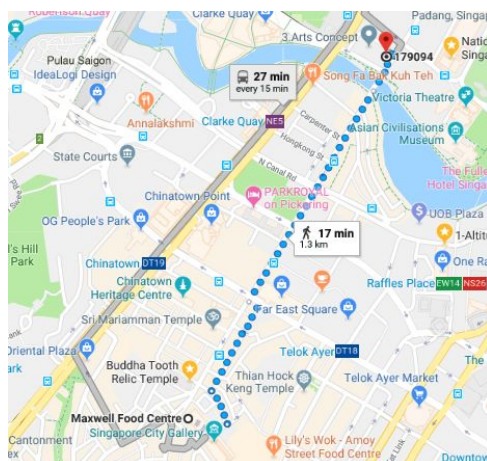 Robertson Quay
Clarke Quay
Padang, Singap
3 Arts Concept
179094
Pulau Saigon
IdeaLogi Design
National
Singa
27 min
every 15 min
Song Fa Bak Kuh Teh
Victoria Theatre
Annalakshmi
Clarke Quay NE5
Carpenter St
Asian Civilisations
Museum
2
State Courts
Hongkong St
The Fulle
Hotel Singap
N Canal Rd
Chinatown Point
PARKROYAL
on Pickering
UOB Plaza
OG People's Park
17 min
1.3 km
1-Altitu
's Hill
Park
Chinatown DT19
One Ra
Chinatown
Heritage Centre
Raffles Place EW14 NS26
Far East Square
Sri Mariamman Temple
Oriental Plaza
Telok Ayer DT18
Buddha Tooth
Relic Temple
Thian Hock
Keng Temple
Telok Ayer Market
Maxwell Food Centre
Singapore City Gallery
Cantonment
Lily's Wok - Amoy
Street Food Centre
Downtown